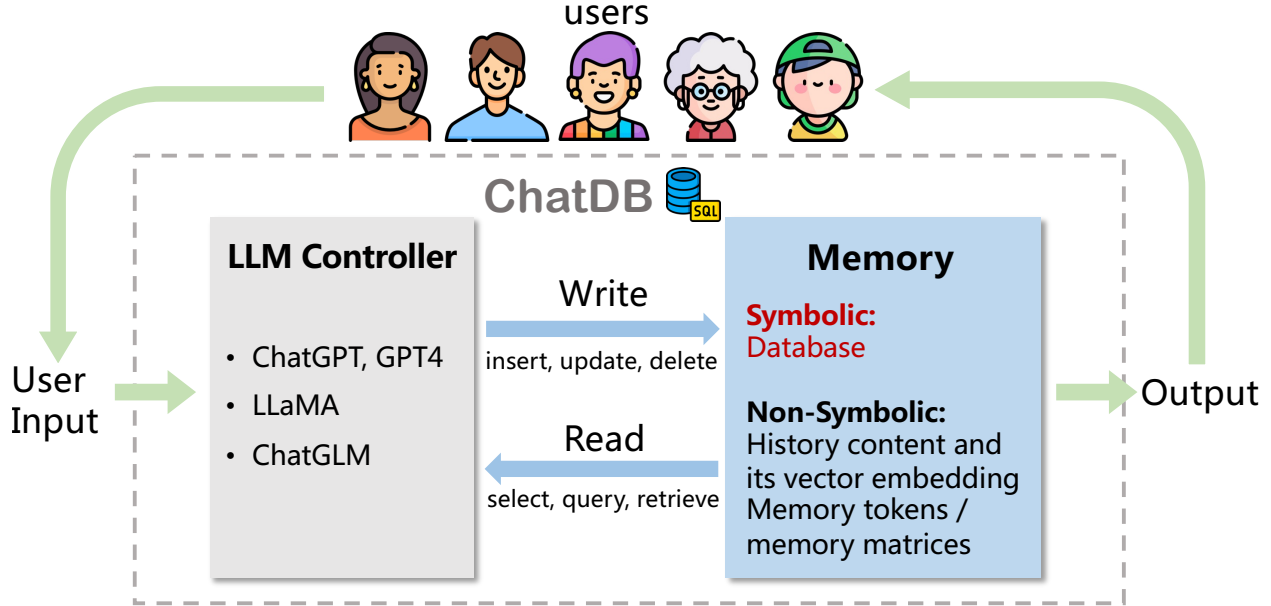 users
ChatDB
SQL
LLM Controller
• ChatGPT, GPT4
• LLaMA
• ChatGLM
Write
insert, update, delete
Read
select, query, retrieve
Memory
Symbolic:
Database
Non-Symbolic:
History content and
its vector embedding
Memory tokens /
memory matrices
User
Input
Output